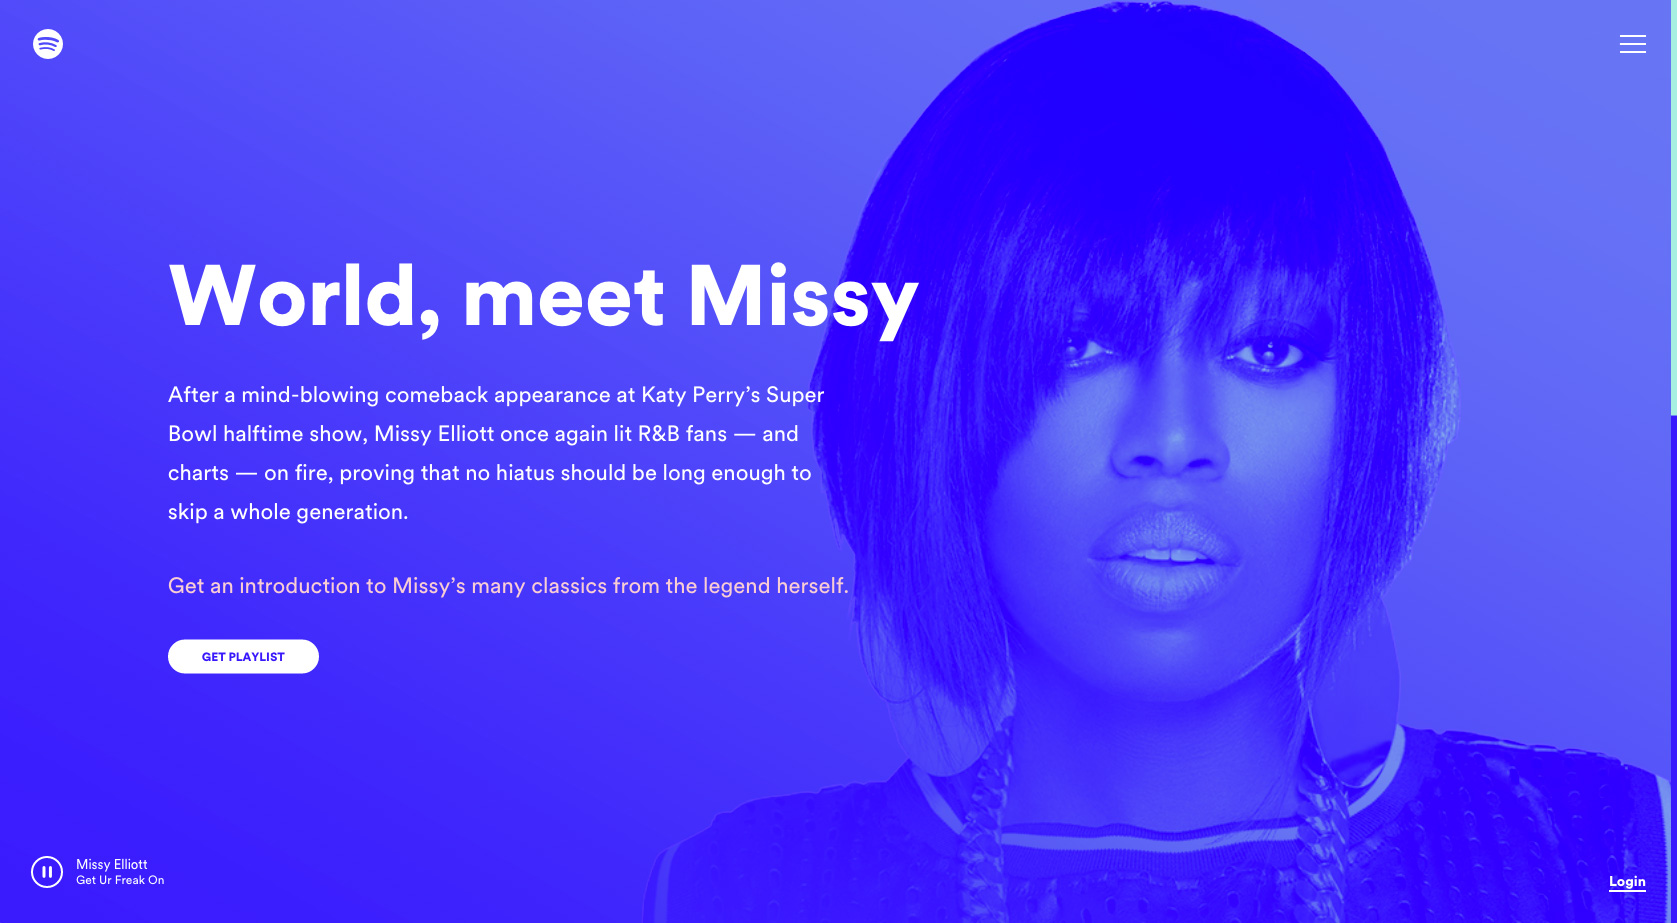 World, meet Missy
After a mind-blowing comeback appearance at Katy Perry’s Super
Bowl halftime show, Missy Elliott once again lit R&B fans — and
charts — on fire, proving that no hiatus should be long enough to
skip a whole generation.
Get an introduction to Missy’s many classics from the legend herself.
GET PLAYLIST
Missy Elliott
Get Ur Freak On
Login